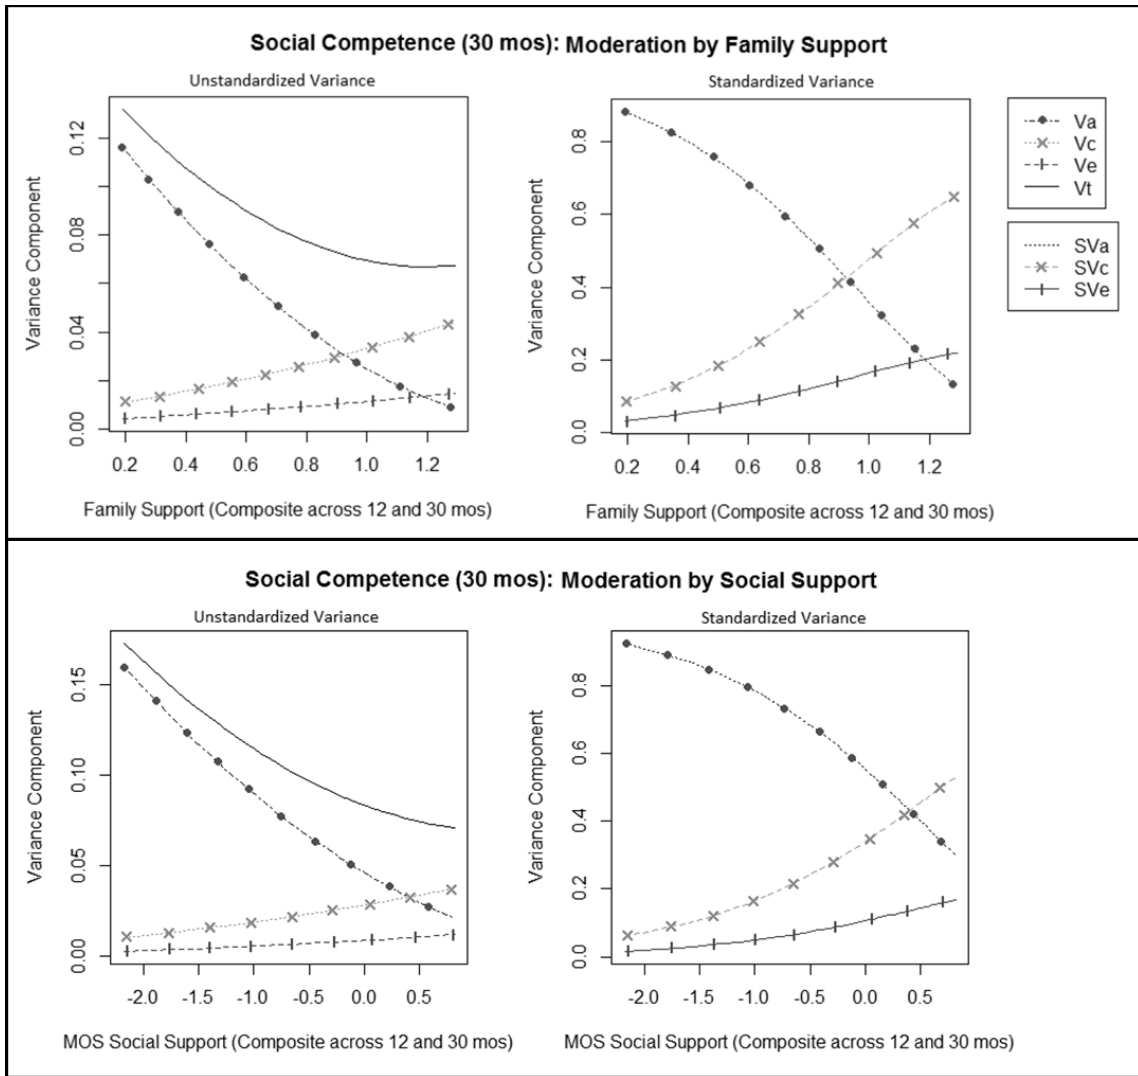 Social Competence (30 mos): Moderation by Family Support
Unstandardized Variance
Standardized Variance
Variance Component
0.00
0.04
0.08
0.12
0.2 0.4 0.6 0.8 1.0 1.2
Family Support (Composite across 12 and 30 mos)
Variance Component
0.0
0.2
0.4
0.6
0.8
0.2 0.4 0.6 0.8 1.0 1.2
Family Support (Composite across 12 and 30 mos)
Va
Vc
Ve
Vt
SVa
SVc
SVe
Social Competence (30 mos): Moderation by Social Support
Unstandardized Variance
Standardized Variance
Variance Component
0.00
0.05
0.10
0.15
-2.0 -1.5 -1.0 -0.5 0.0 0.5
MOS Social Support (Composite across 12 and 30 mos)
Variance Component
0.0
0.2
0.4
0.6
0.8
-2.0 -1.5 -1.0 -0.5 0.0 0.5
MOS Social Support (Composite across 12 and 30 mos)